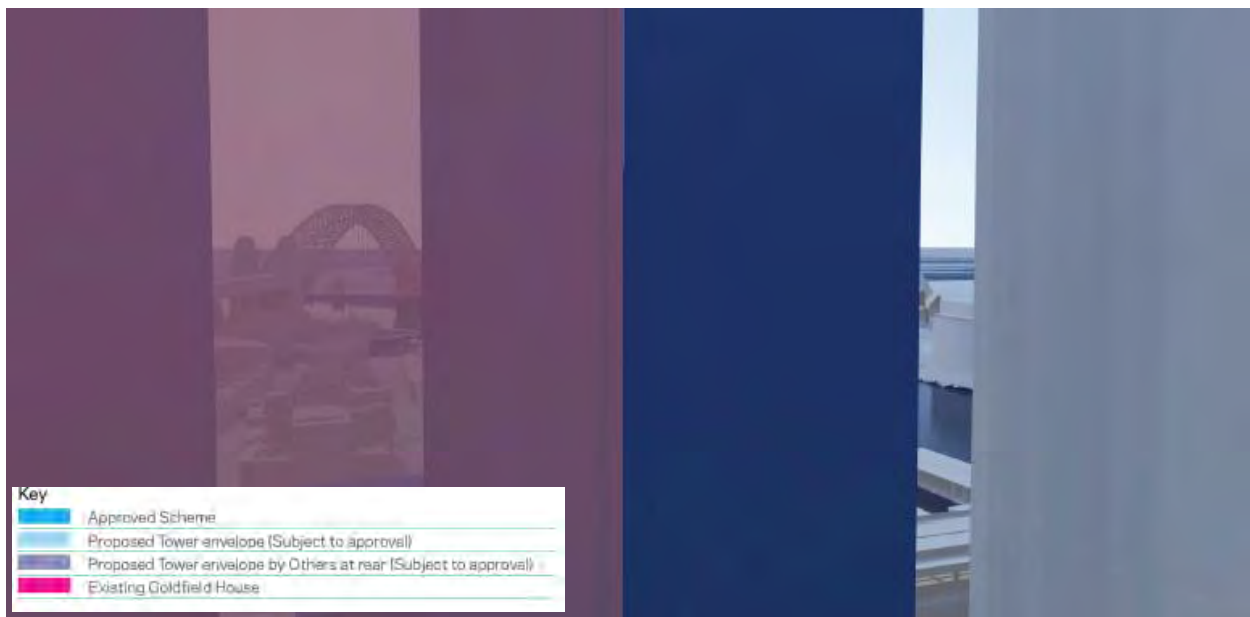 Key
Approved Scheme
Proposed Tower envelope (Subject to approval)
Proposed Tower envelope by Others at rear (Subject to approval)
Existing Goldfield House